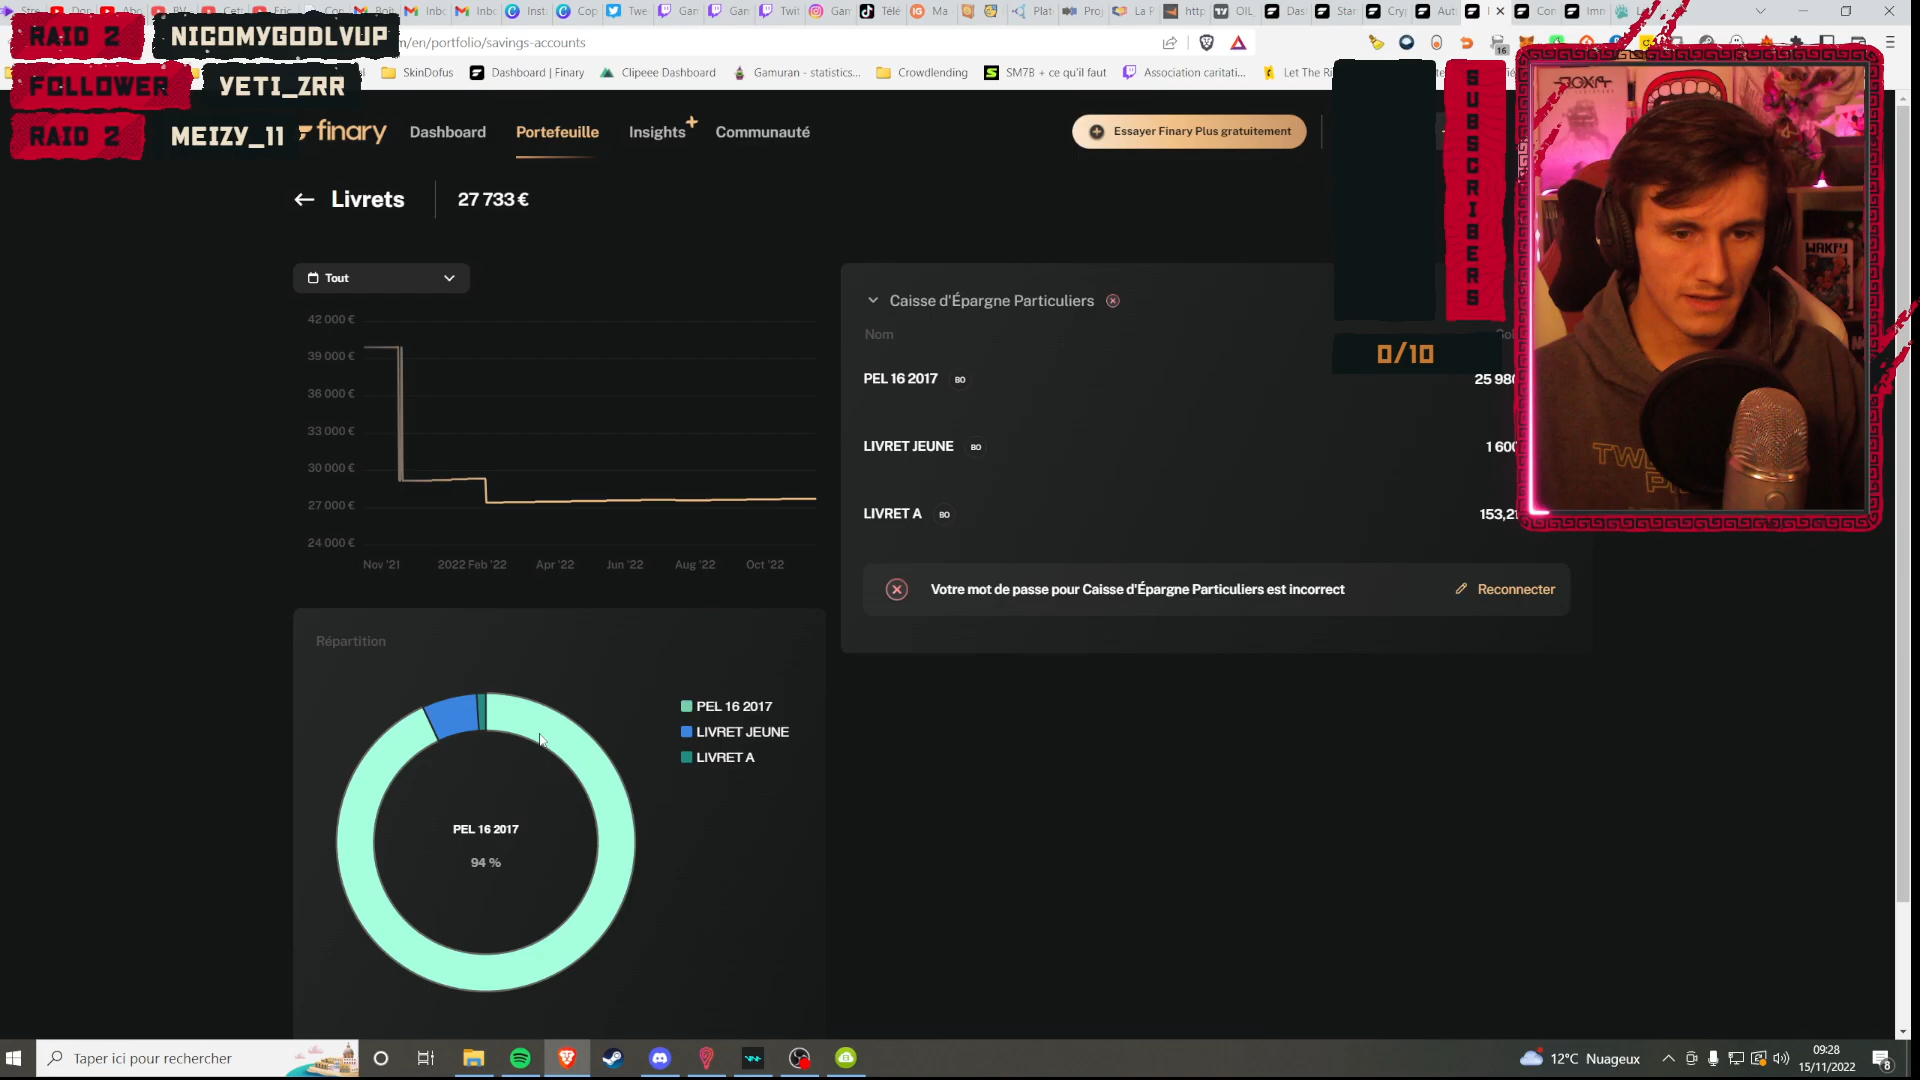 RAID 2 NICOMYGODLVUP
FOLLOWER YETI_ZRR
RAID 2 MEIZY_11
/en/portfolio/savings-accounts
SkinDofus
Dashboard | Finary
Clipeee Dashboard
Gamuran - statistics...
Crowdlending
SM7B + ce qu'il faut
Association caritati...
finary
Dashboard
Portefeuille
Insights
Communauté
Essayer Finary Plus gratuitement
SUBSCRIBERS
0/10
Livrets
27 733 €
Tout
42 000 €
39 000 €
36 000 €
33 000 €
30 000 €
27 000 €
24 000 €
Nov '21
2022
Feb '22
Apr '22
Jun '22
Aug '22
Oct '22
Caisse d'Épargne Particuliers
Nom
PEL 16 2017 BO
LIVRET JEUNE BO
LIVRET A BO
Votre mot de passe pour Caisse d'Épargne Particuliers est incorrect
Reconnecter
Répartition
PEL 16 2017
LIVRET JEUNE
LIVRET A
PEL 16 2017
94 %
WAKFU
Taper ici pour rechercher
12°C Nuageux
09:28
15/11/2022
8